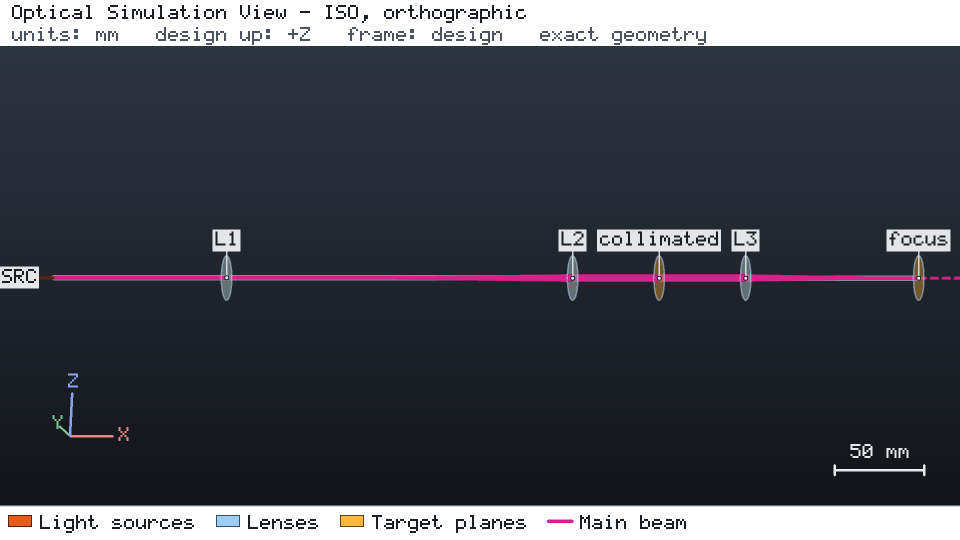 Optical Simulation View - ISO, orthographic
units: mm   design up: +Z   frame: design   exact geometry
L1
L2
collimated
L3
focus
SRC
Z
Y
X
50 mm
Light sources
Lenses
Target planes
Main beam